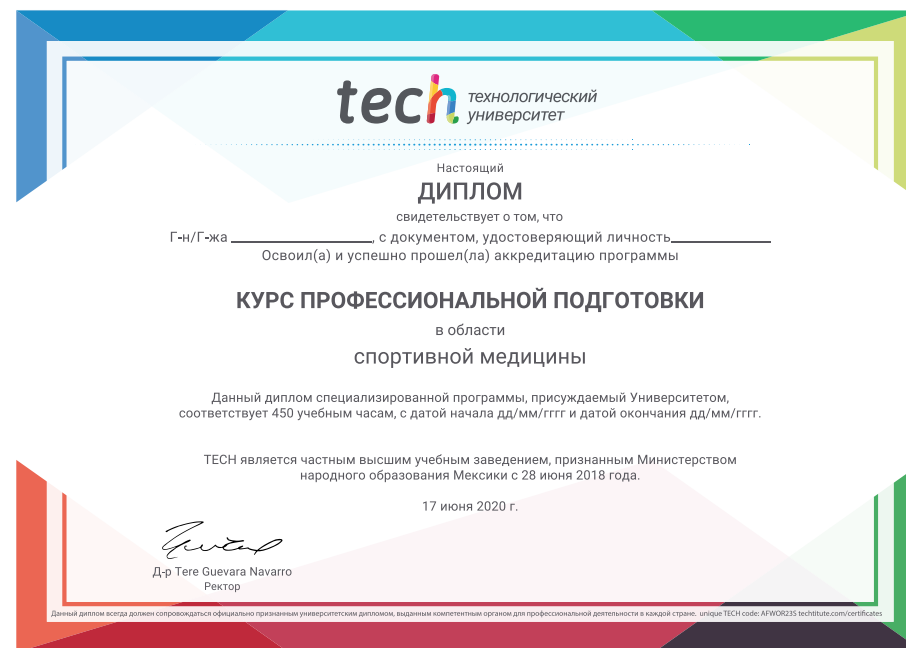 tech технологический
университет
Настоящий
ДИПЛОМ
свидетельствует о том, что
Г-н/Г-жа ____________, с документом, удостоверяющий личность____________
Освоил(а) и успешно прошел(ла) аккредитацию программы
КУРС ПРОФЕССИОНАЛЬНОЙ ПОДГОТОВКИ
в области
спортивной медицины
Данный диплом специализированной программы, присуждаемый Университетом,
соответствует 450 учебным часам, с датой начала дд/мм/гггг и датой окончания дд/мм/гггг.
TECH является частным высшим учебным заведением, признанным Министерством
народного образования Мексики с 28 июня 2018 года.
17 июня 2020 г.
Д-р Tere Guevara Navarro
Ректор
Данный диплом всегда должен сопровождаться официально признанным университетским дипломом, выданным компетентным органом для профессиональной деятельности в каждой стране. unique TECH code: AFWOR23S techtitute.com/certificates